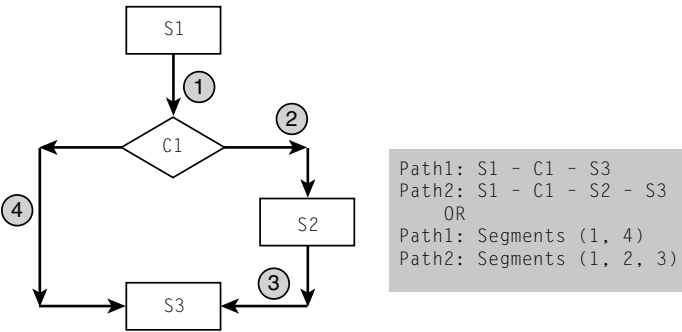 S1
1
2
C1
4
S2
3
S3
Path1: S1 - C1 - S3
Path2: S1 - C1 - S2 - S3
OR
Path1: Segments (1, 4)
Path2: Segments (1, 2, 3)